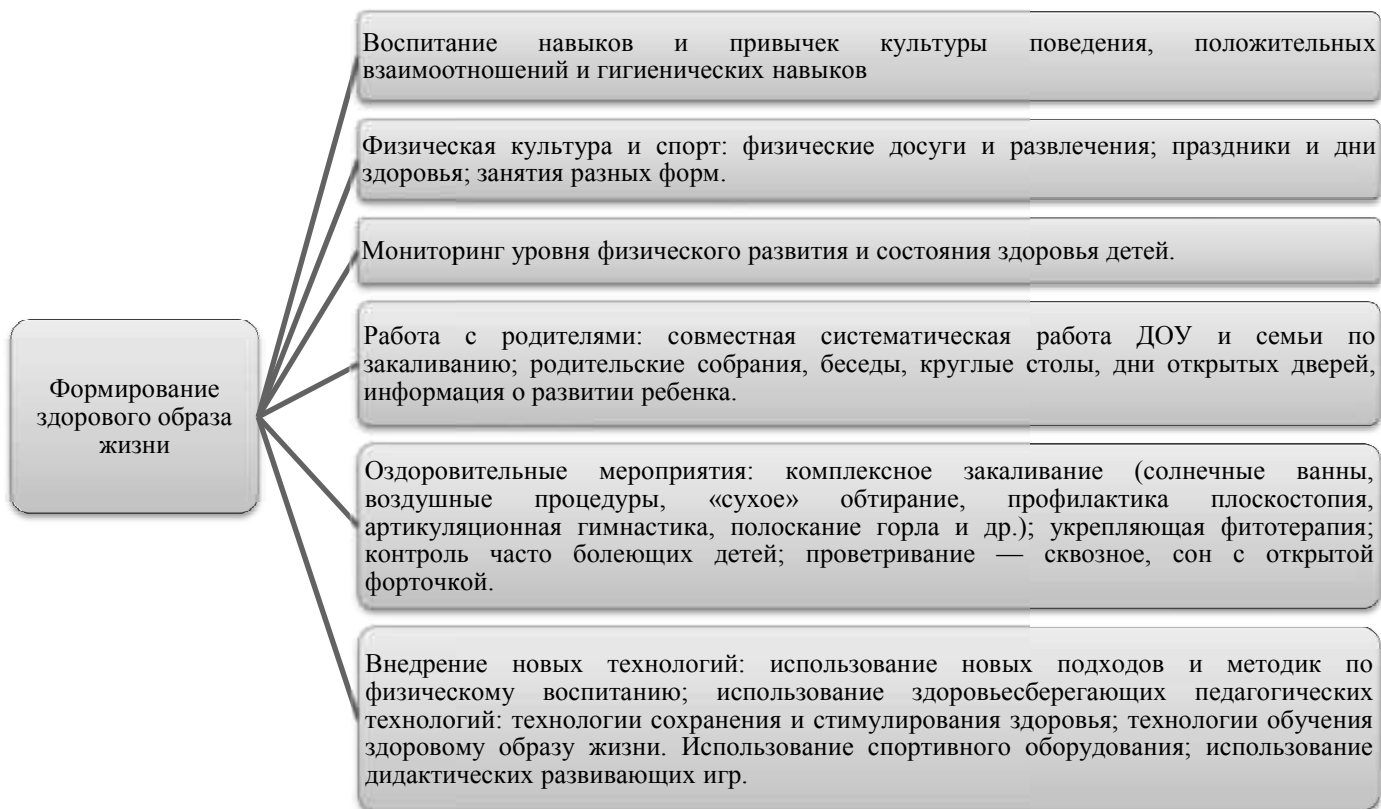 Воспитание навыков и привычек культуры поведения, положительных
взаимоотношений и гигиенических навыков
Физическая культура и спорт: физические досуги и развлечения; праздники и дни
здоровья; занятия разных форм.
Мониторинг уровня физического развития и состояния здоровья детей.
Формирование
здорового образа
жизни
Работа с родителями: совместная систематическая работа ДОУ и семьи по
закаливанию; родительские собрания, беседы, круглые столы, дни открытых дверей,
информация о развитии ребенка.
Оздоровительные мероприятия: комплексное закаливание (солнечные ванны,
воздушные процедуры, «сухое» обтирание, профилактика плоскостопия,
артикуляционная гимнастика, полоскание горла и др.); укрепляющая фитотерапия;
контроль часто болеющих детей; проветривание — сквозное, сон с открытой
форточкой.
Внедрение новых технологий: использование новых подходов и методик по
физическому воспитанию; использование здоровьесберегающих педагогических
технологий: технологии сохранения и стимулирования здоровья; технологии обучения
здоровому образу жизни. Использование спортивного оборудования; использование
дидактических развивающих игр.